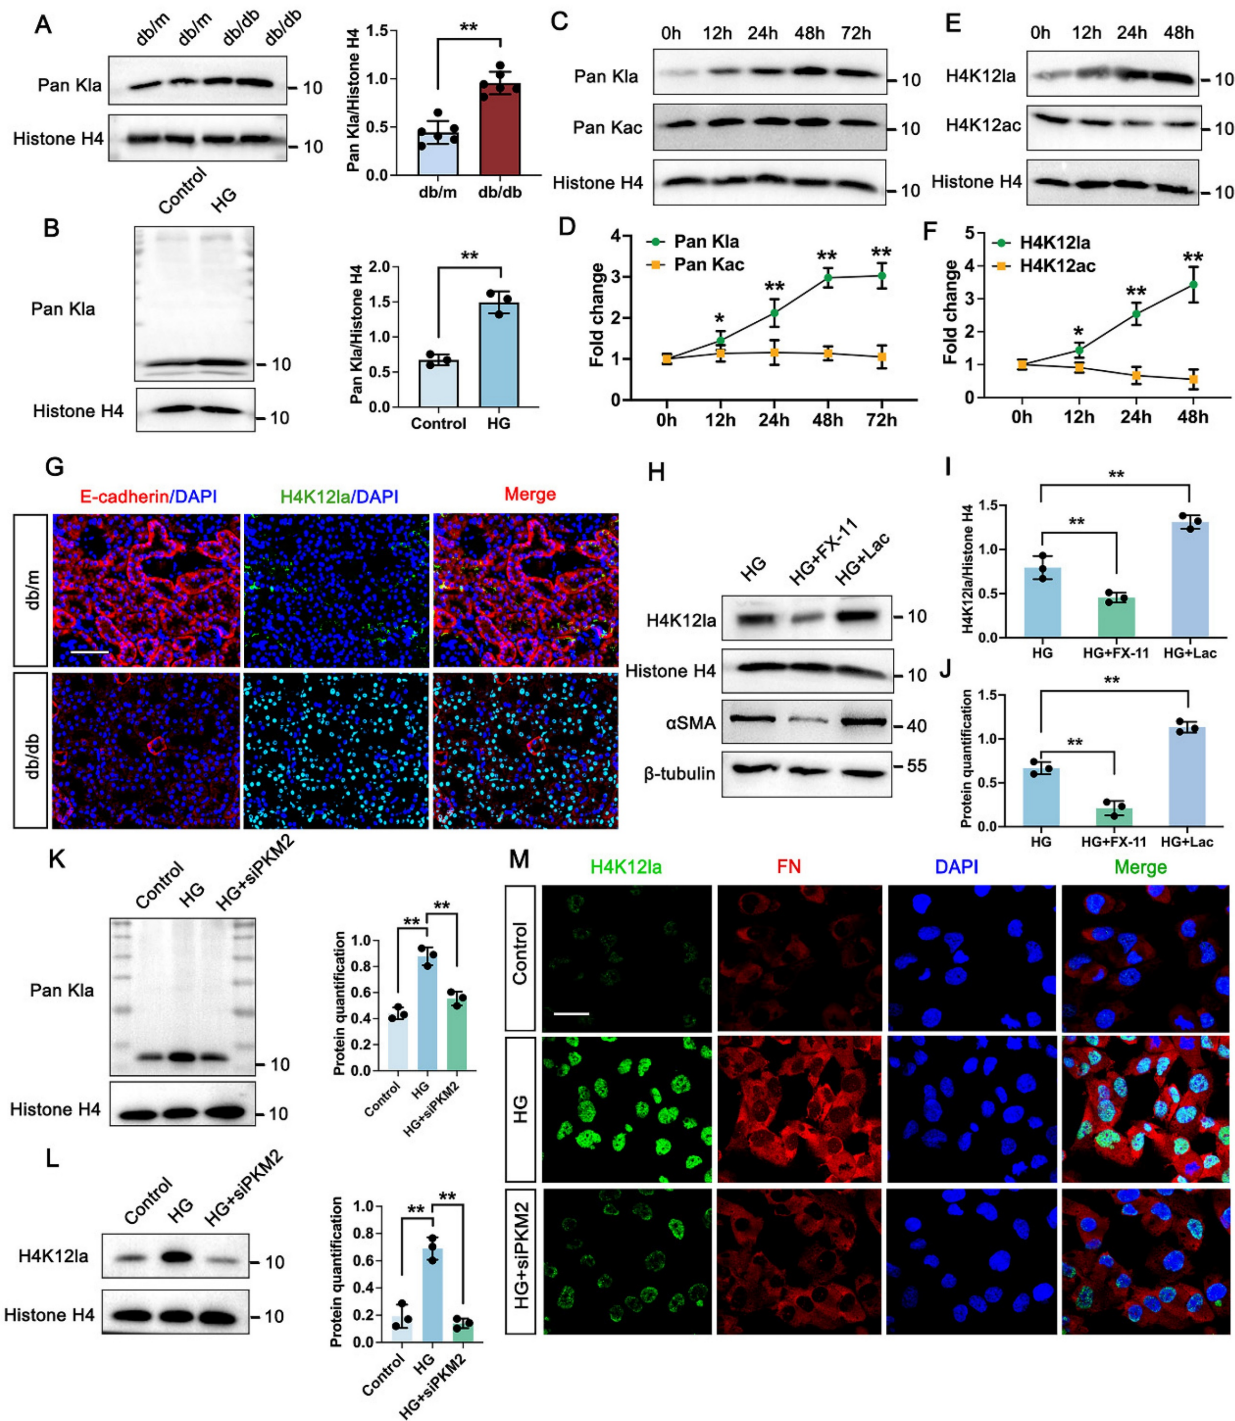 A
db/m db/m db/db db/db
Pan Kla
10
Histone H4
10
Pan Kla/Histone H4
1.5
1.0
0.5
0.0
**
db/m db/db
B
Control HG
Pan Kla
10
Histone H4
10
Pan Kla/Histone H4
2.0
1.5
1.0
0.5
0.0
**
Control HG
C
0h 12h 24h 48h 72h
Pan Kla
10
Pan Kac
10
Histone H4
10
D
Fold change
4
3
2
1
0
Pan Kla
Pan Kac
* ** ** **
0h 12h 24h 48h 72h
E
0h 12h 24h 48h
H4K12la
10
H4K12ac
10
Histone H4
10
F
Fold change
5
4
3
2
1
0
H4K12la
H4K12ac
* ** **
0h 12h 24h 48h
G
E-cadherin/DAPI H4K12la/DAPI Merge
db/m
db/db
H
HG HG+FX-11 HG+Lac
H4K12la
10
Histone H4
10
αSMA
40
β-tubulin
55
I
H4K12la/Histone H4
1.5
1.0
0.5
0.0
**
**
HG HG+FX-11 HG+Lac
J
Protein quantification
1.5
1.0
0.5
0.0
**
**
HG HG+FX-11 HG+Lac
K
Control HG HG+siPKM2
Pan Kla
10
Histone H4
10
Protein quantification
1.0
0.8
0.6
0.4
0.2
0.0
** **
Control HG HG+siPKM2
L
Control HG HG+siPKM2
H4K12la
10
Histone H4
10
Protein quantification
1.0
0.8
0.6
0.4
0.2
0.0
** **
Control HG HG+siPKM2
M
H4K12la FN DAPI Merge
Control
HG
HG+siPKM2